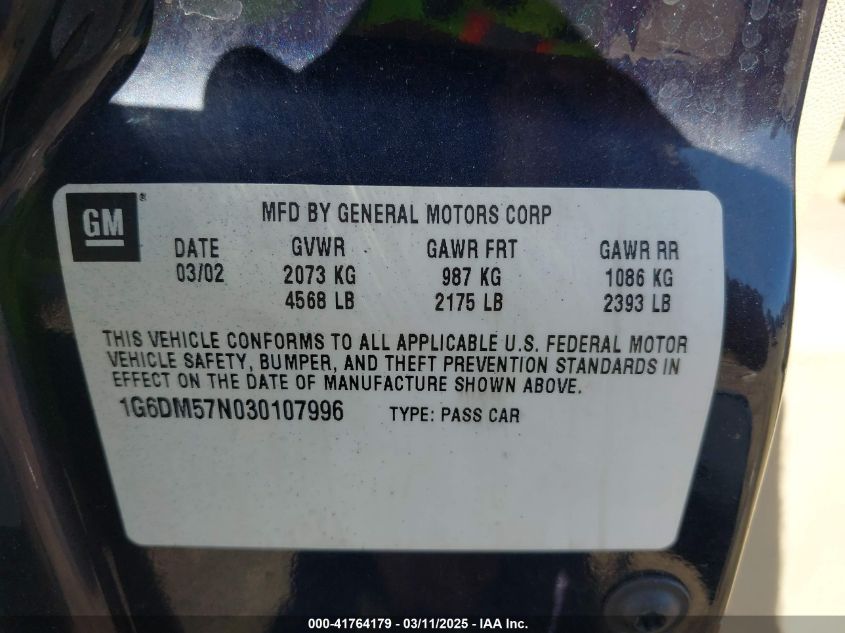 GM ®
MFD BY GENERAL MOTORS CORP
DATE GVWR GAWR FRT GAWR RR
03/02 2073 KG 987 KG 1086 KG
4568 LB 2175 LB 2393 LB
THIS VEHICLE CONFORMS TO ALL APPLICABLE U.S. FEDERAL MOTOR
VEHICLE SAFETY, BUMPER, AND THEFT PREVENTION STANDARDS IN
EFFECT ON THE DATE OF MANUFACTURE SHOWN ABOVE.
1G6DM57N030107996 TYPE: PASS CAR
000-41764179 - 03/11/2025 - IAA Inc.